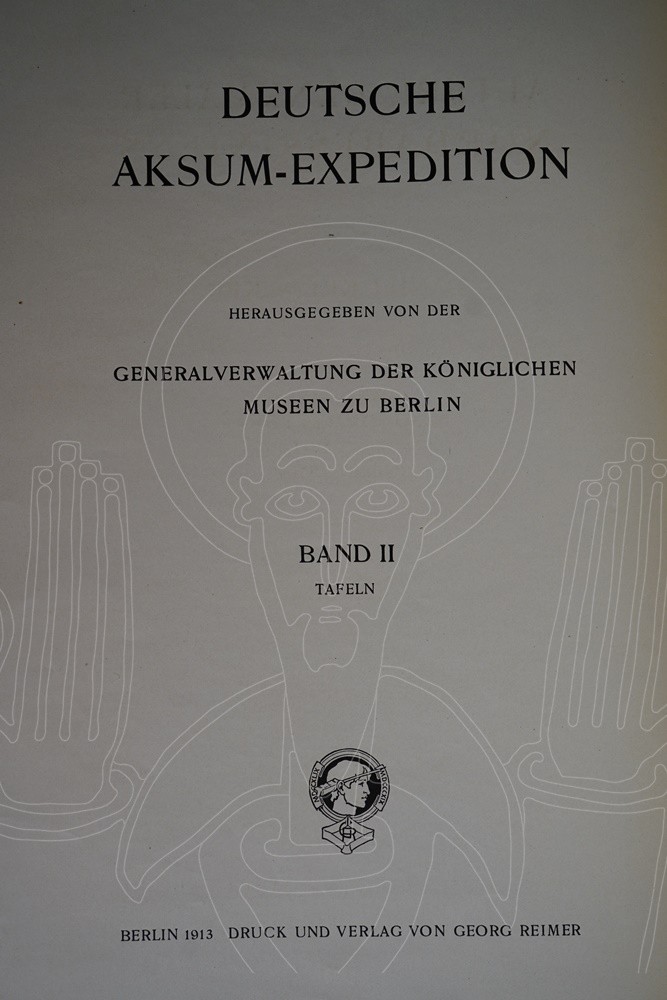 DEUTSCHE
AKSUM-EXPEDITION
HERAUSGEGEBEN VON DER
GENERALVERWALTUNG DER KÖNIGLICHEN
MUSEEN ZU BERLIN
BAND II
TAFELN
BERLIN 1913 DRUCK UND VERLAG VON GEORG REIMER